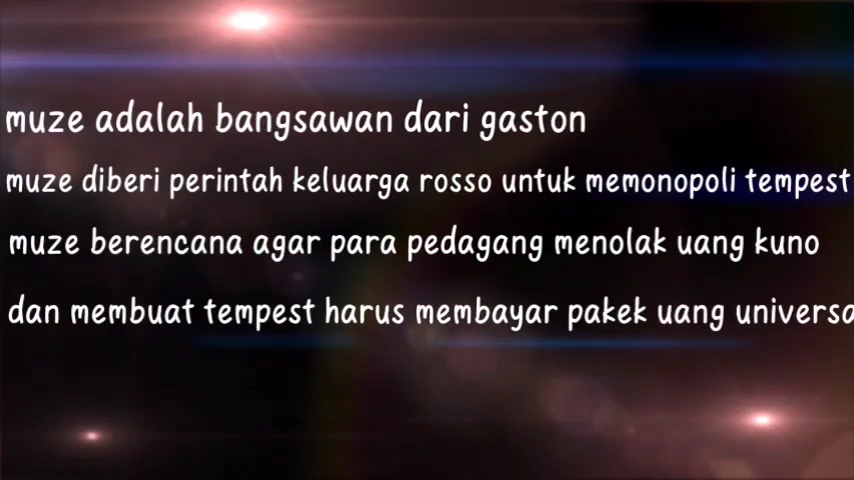 muze adalah bangsawan dari gaston
muze diberi perintah keluarga rosso untuk memonopoli tempest
muze berencana agar para pedagang menolak uang kuno
dan membuat tempest harus membayar pakek uang universa